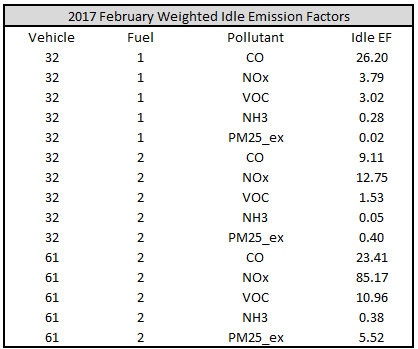 2017 February Weighted Idle Emission Factors
Vehicle Fuel Pollutant Idle EF
32 1 CO 26.20
32 1 NOx 3.79
32 1 VOC 3.02
32 1 NH3 0.28
32 1 PM25_ex 0.02
32 2 CO 9.11
32 2 NOx 12.75
32 2 VOC 1.53
32 2 NH3 0.05
32 2 PM25_ex 0.40
61 2 CO 23.41
61 2 NOx 85.17
61 2 VOC 10.96
61 2 NH3 0.38
61 2 PM25_ex 5.52